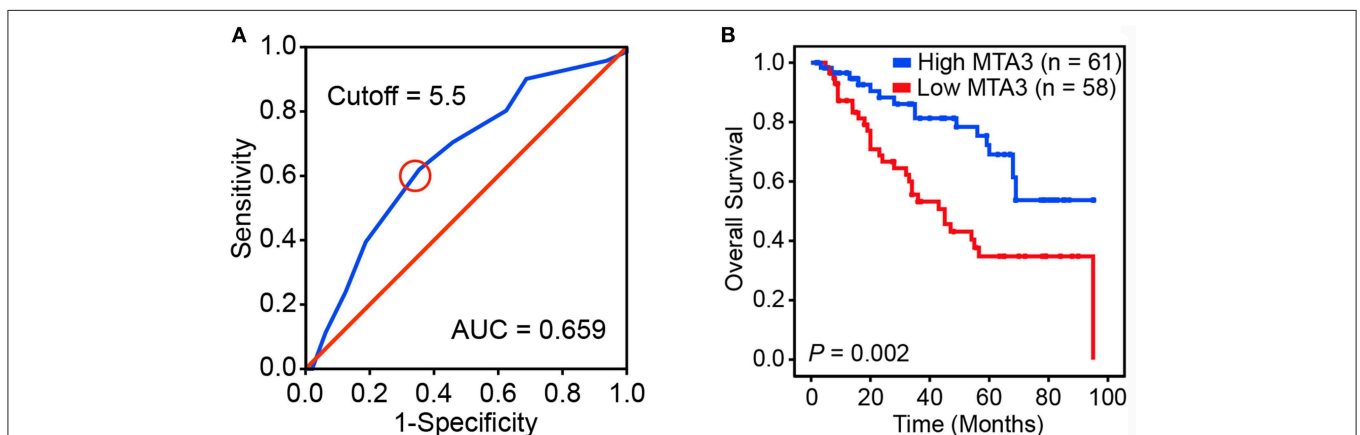 A
1.0
0.8
0.6
0.4
0.2
0.0
Sensitivity
Cutoff = 5.5
AUC = 0.659
0.0 0.2 0.4 0.6 0.8 1.0
1-Specificity
B
1.0
0.8
0.6
0.4
0.2
0.0
Overall Survival
High MTA3 (n = 61)
Low MTA3 (n = 58)
P = 0.002
0 20 40 60 80 100
Time (Months)